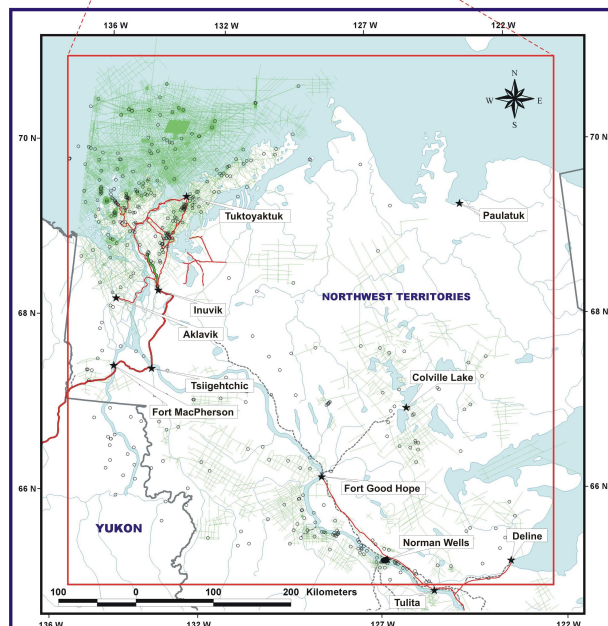 136 W 132 W 127 W 122 W
N
W E
S
70 N 70 N
Tuktoyaktuk
Paulatuk
NORTHWEST TERRITORIES
Inuvik
68 N 68 N
Aklavik
Tsiigehtchic
Colville Lake
Fort MacPherson
66 N Fort Good Hope 66 N
YUKON
Norman Wells Deline
100 0 100 200 Kilometers
Tulita
136 W 132 W 127 W 122 W